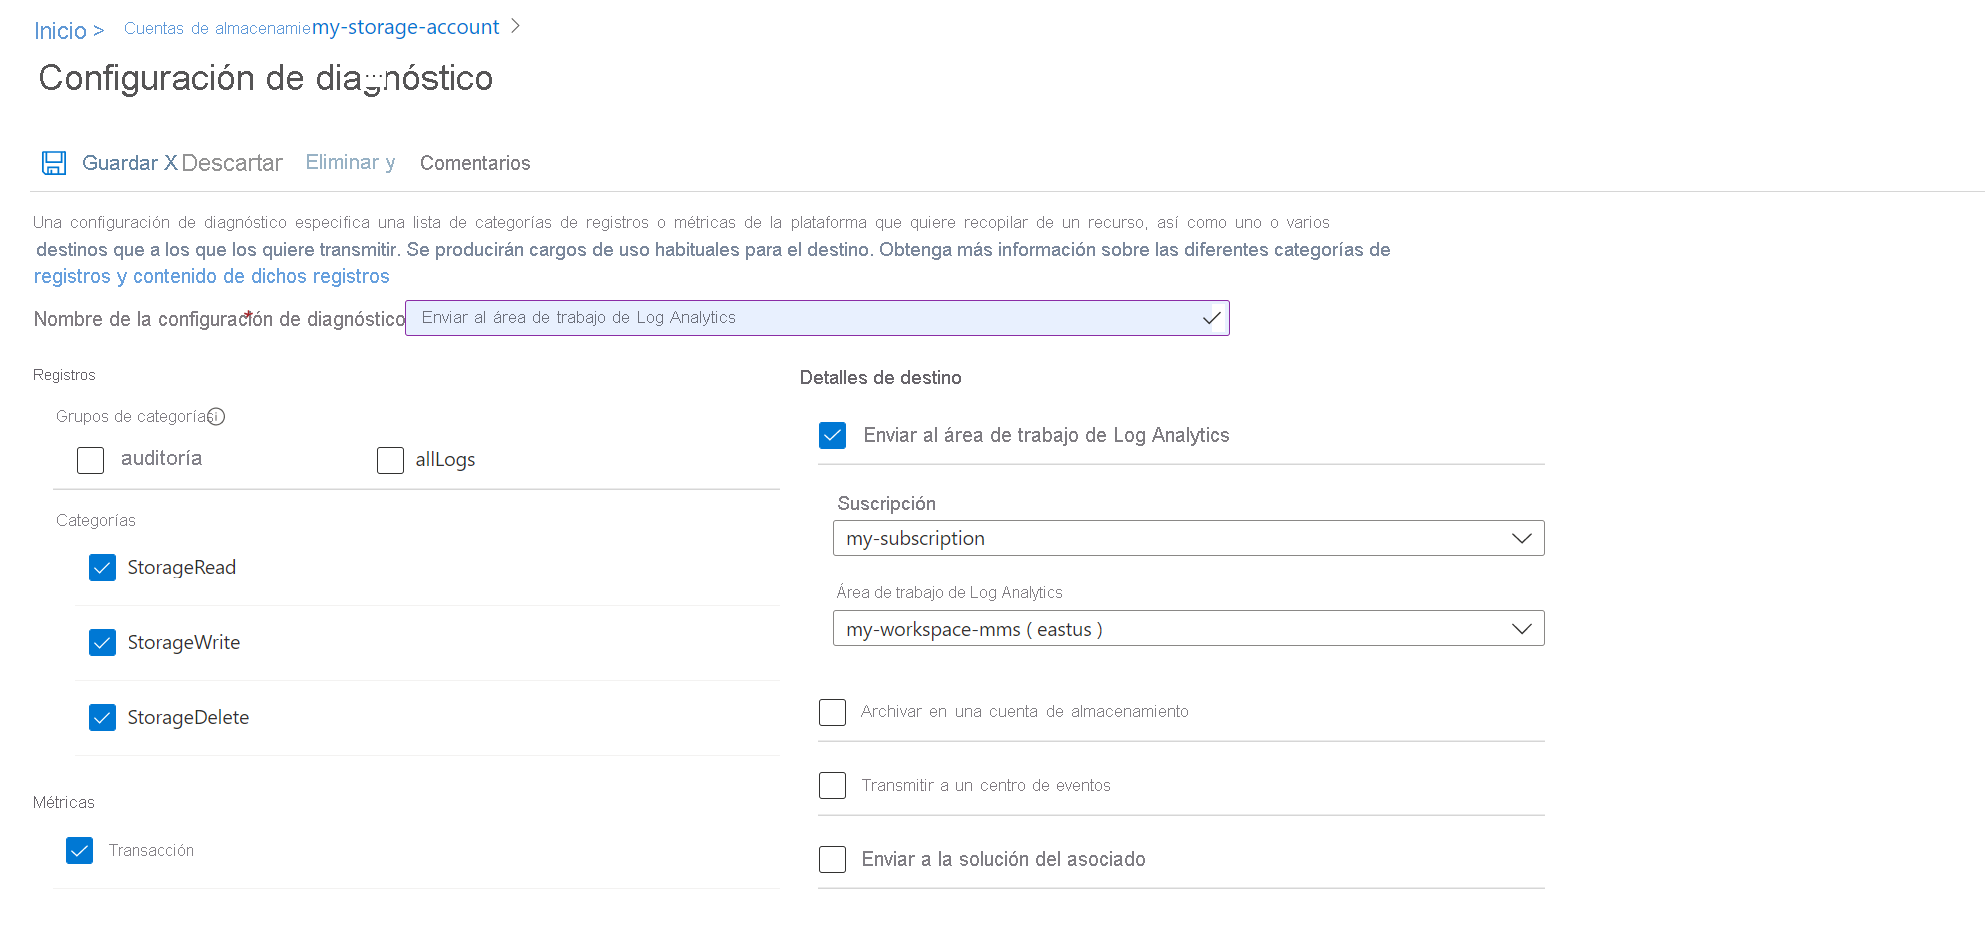 Inicio > Cuentas de almacenamie my-storage-account >
Configuración de diagnóstico
Guardar X Descartar Eliminar y Comentarios
Una configuración de diagnóstico especifica una lista de categorías de registros o métricas de la plataforma que quiere recopilar de un recurso, así como uno o varios
destinos que a los que los quiere transmitir. Se producirán cargos de uso habituales para el destino. Obtenga más información sobre las diferentes categorías de
registros y contenido de dichos registros
Nombre de la configuración de diagnóstico * Enviar al área de trabajo de Log Analytics
Registros
Grupos de categorías
auditoría allLogs
Categorías
StorageRead
StorageWrite
StorageDelete
Métricas
Transacción
Detalles de destino
Enviar al área de trabajo de Log Analytics
Suscripción
my-subscription
Área de trabajo de Log Analytics
my-workspace-mms ( eastus )
Archivar en una cuenta de almacenamiento
Transmitir a un centro de eventos
Enviar a la solución del asociado